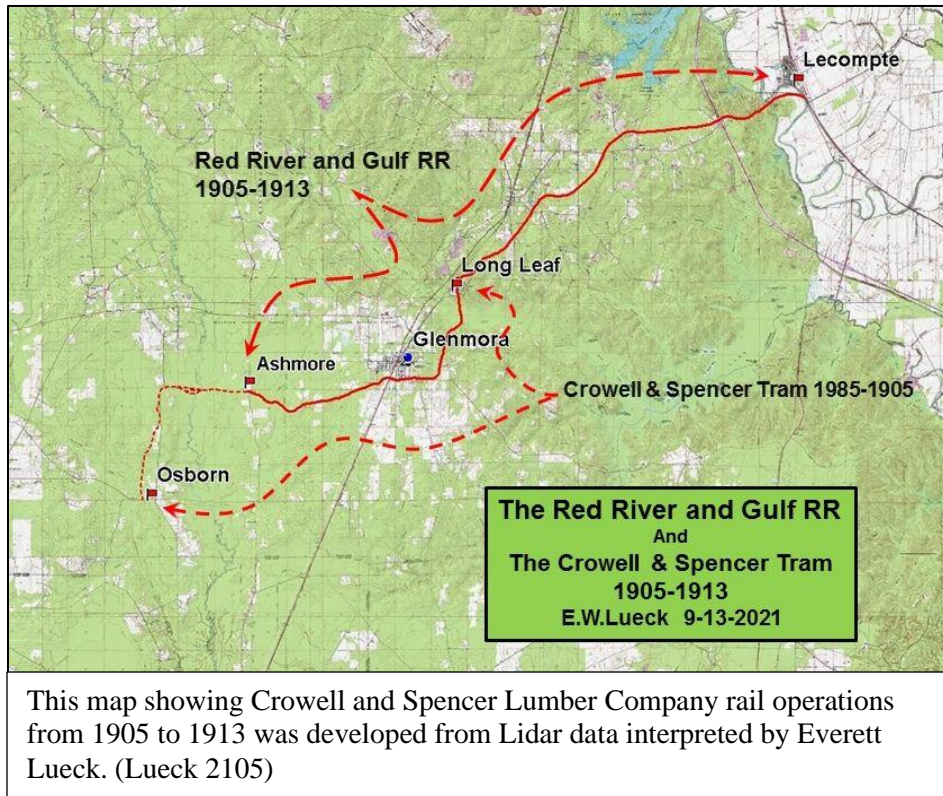 Lecompte
Red River and Gulf RR
1905-1913
Long Leaf
Glenmora
Ashmore
Crowell & Spencer Tram 1985-1905
Osborn
The Red River and Gulf RR
And
The Crowell & Spencer Tram
1905-1913
E.W.Lueck 9-13-2021
This map showing Crowell and Spencer Lumber Company rail operations
from 1905 to 1913 was developed from Lidar data interpreted by Everett
Lueck. (Lueck 2105)